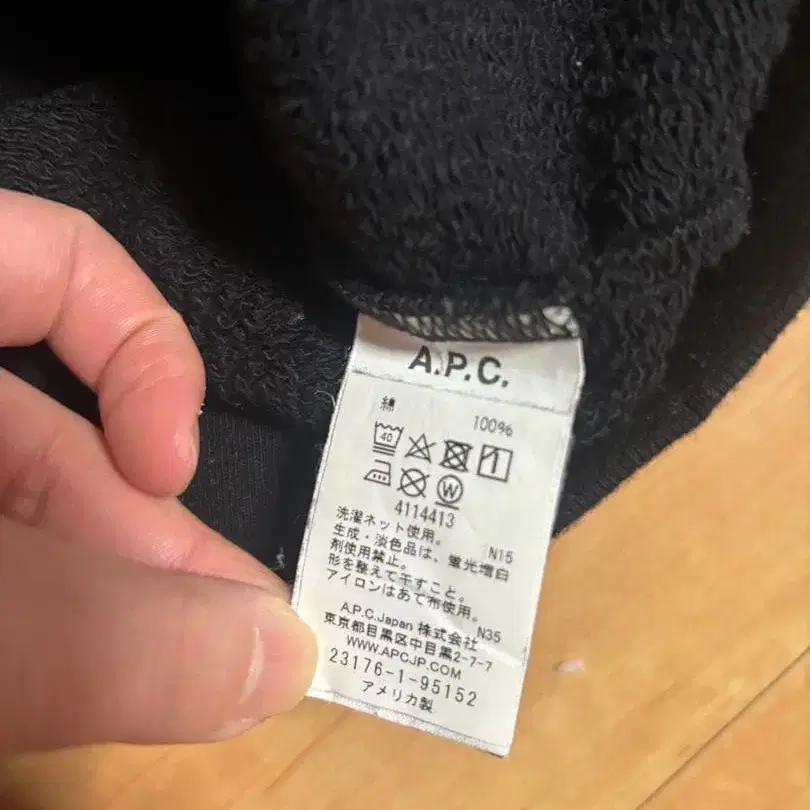 A.P.C.
綿 100%
40
1
W
4114413
洗濯ネット使用。 N15
生成・淡色品は、蛍光増白
剤使用禁止。
形を整えて干すこと。
アイロンはあて布使用。
A.P.C.Japan 株式会社 N35
東京都目黒区中目黒2-7-7
WWW.APCJP.COM
23176-1-95152
アメリカ製